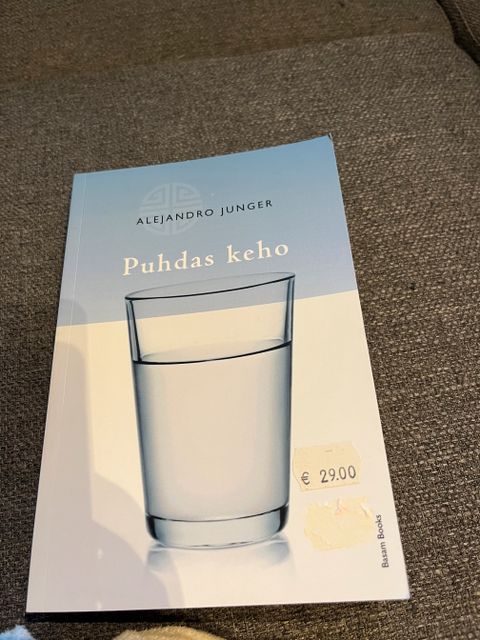 ALEJANDRO JUNGER
Puhdas keho
€ 29.00
Basam Books